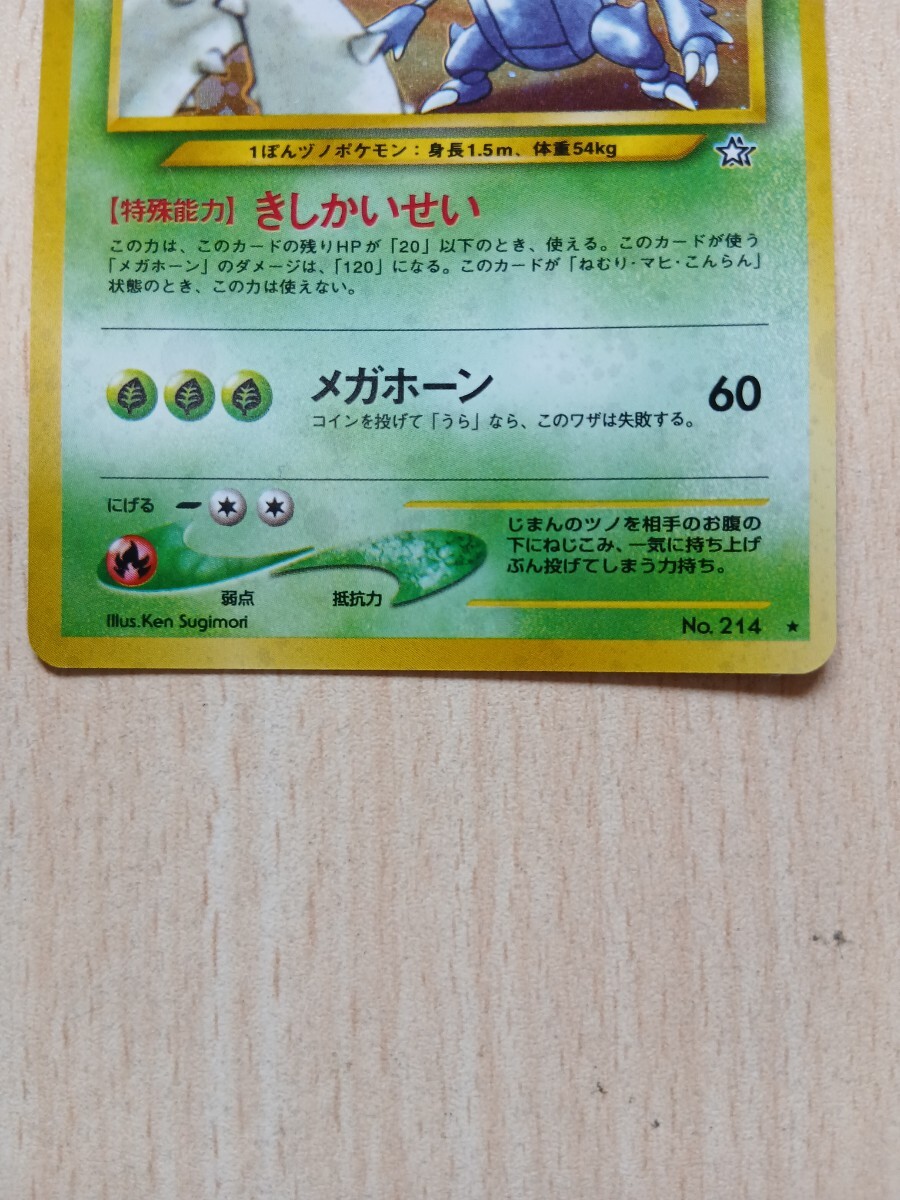 1ぽんヅノポケモン：身長1.5m、体重54kg
【特殊能力】きしかいせい
この力は、このカードの残りHPが「20」以下のとき、使える。このカードが使う
「メガホーン」のダメージは、「120」になる。このカードが「ねむり・マヒ・こんらん」
状態のとき、この力は使えない。
メガホーン 60
コインを投げて「うら」なら、このワザは失敗する。
にげる
じまんのツノを相手のお腹の
下にねじこみ、一気に持ち上げ
ぶん投げてしまう力持ち。
弱点 抵抗力
Illus.Ken Sugimori
No. 214 ★